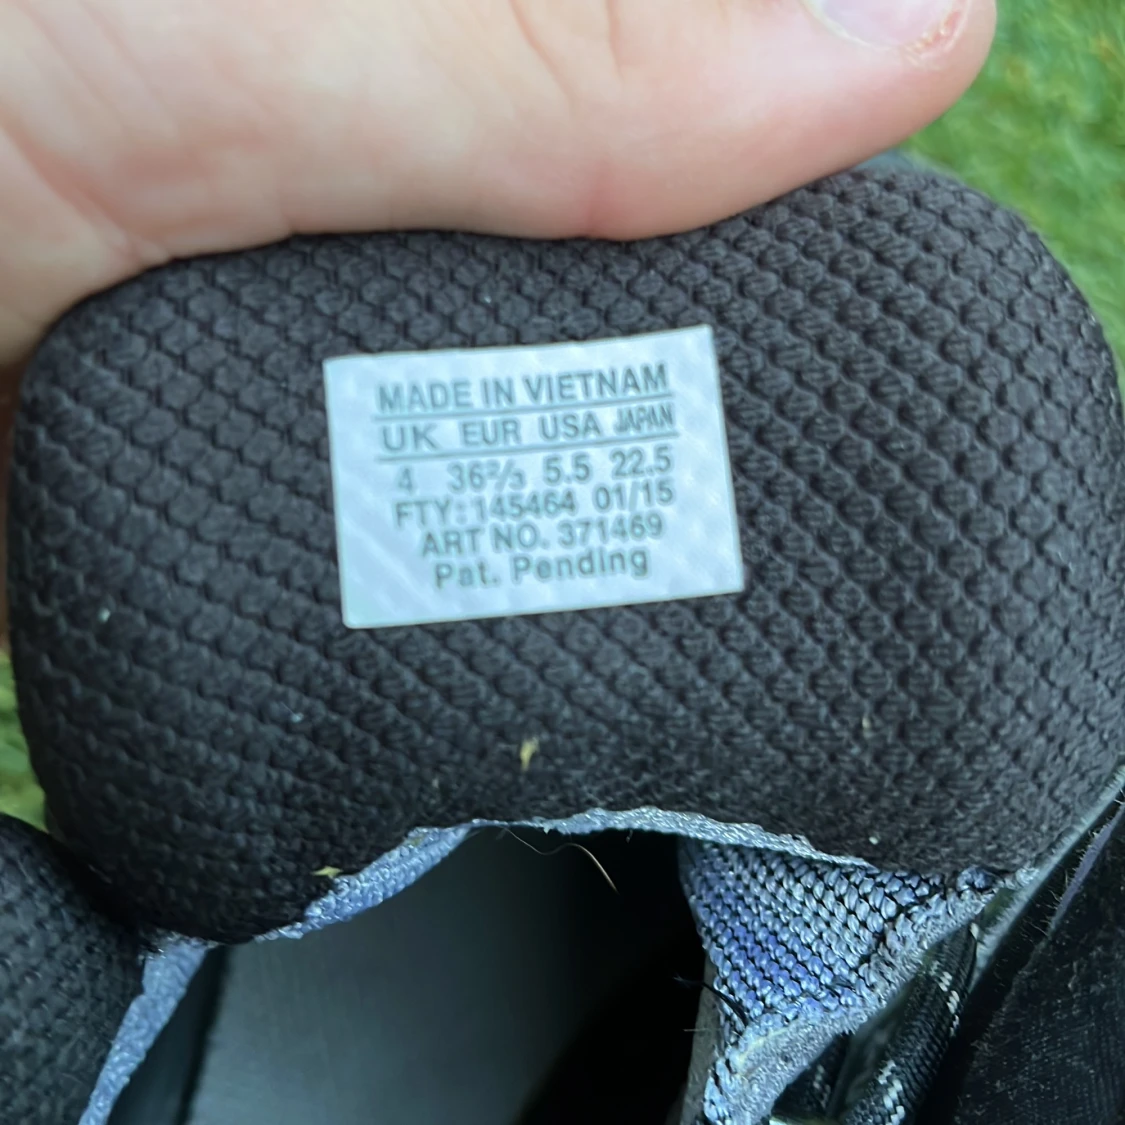 MADE IN VIETNAM
UK EUR USA JAPAN
4 36⅔ 5.5 22.5
FTY: 145464 01/15
ART NO. 371469
Pat. Pending